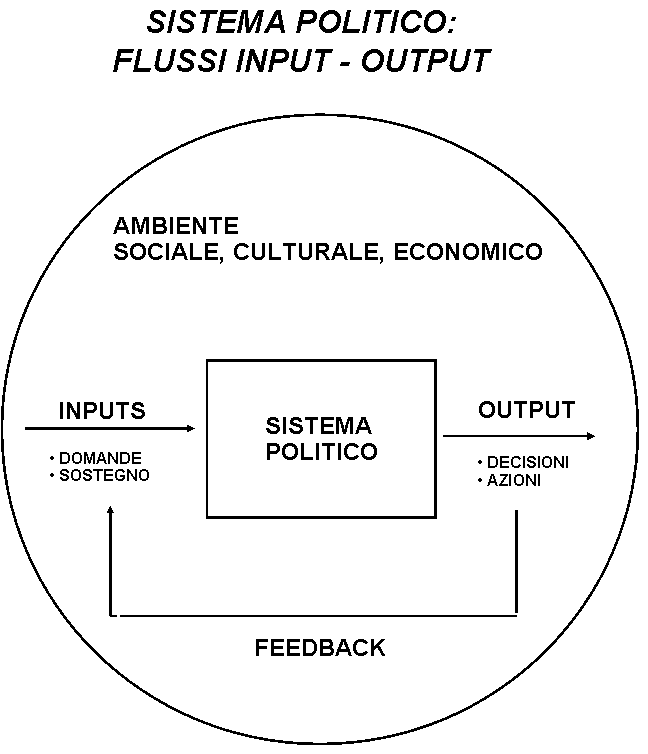 SISTEMA POLITICO:
FLUSSI INPUT - OUTPUT
AMBIENTE
SOCIALE, CULTURALE, ECONOMICO
INPUTS
• DOMANDE
• SOSTEGNO
SISTEMA
POLITICO
OUTPUT
• DECISIONI
• AZIONI
FEEDBACK